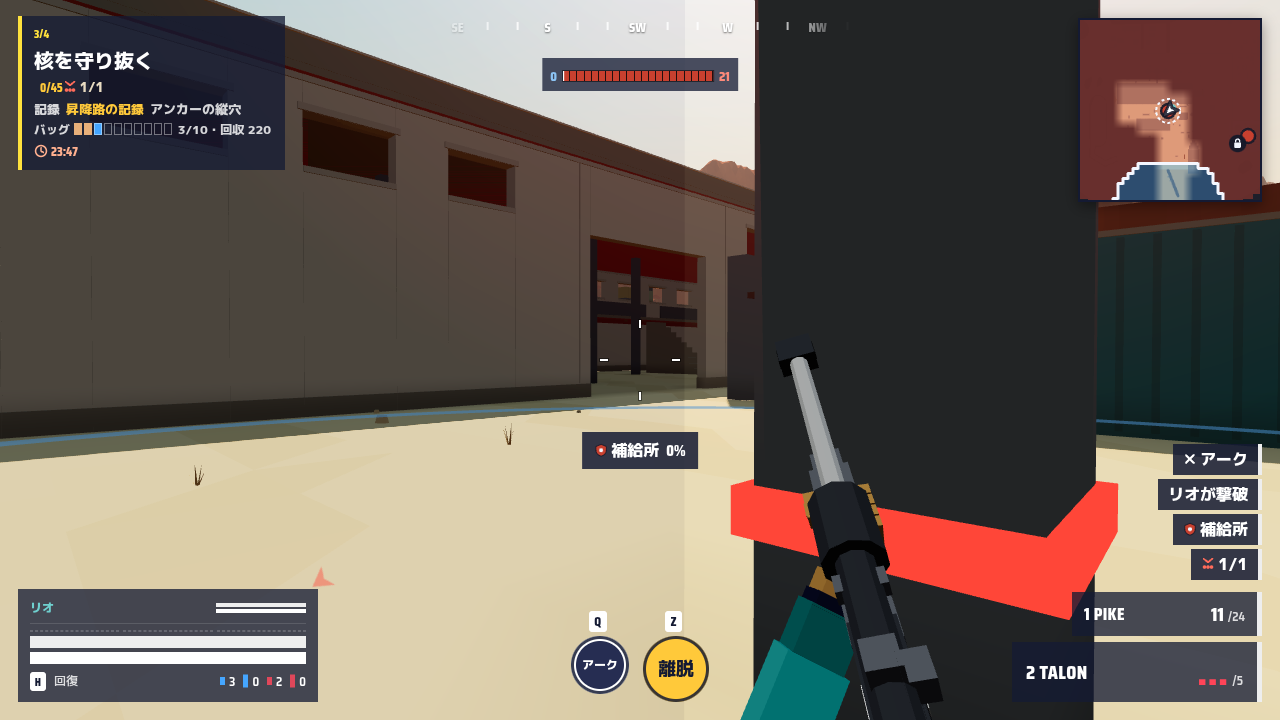 SE S SW W NW
3/4
核を守り抜く
0/45 1/1
記録 昇降路の記録 アンカーの縦穴
バッグ 3/10・回収 220
23:47
0 21
補給所 0%
× アーク
リオが撃破
補給所
1/1
1 PIKE 11/24
2 TALON /5
リオ
H 回復 3 0 2 0
Q Z
アーク 離脱